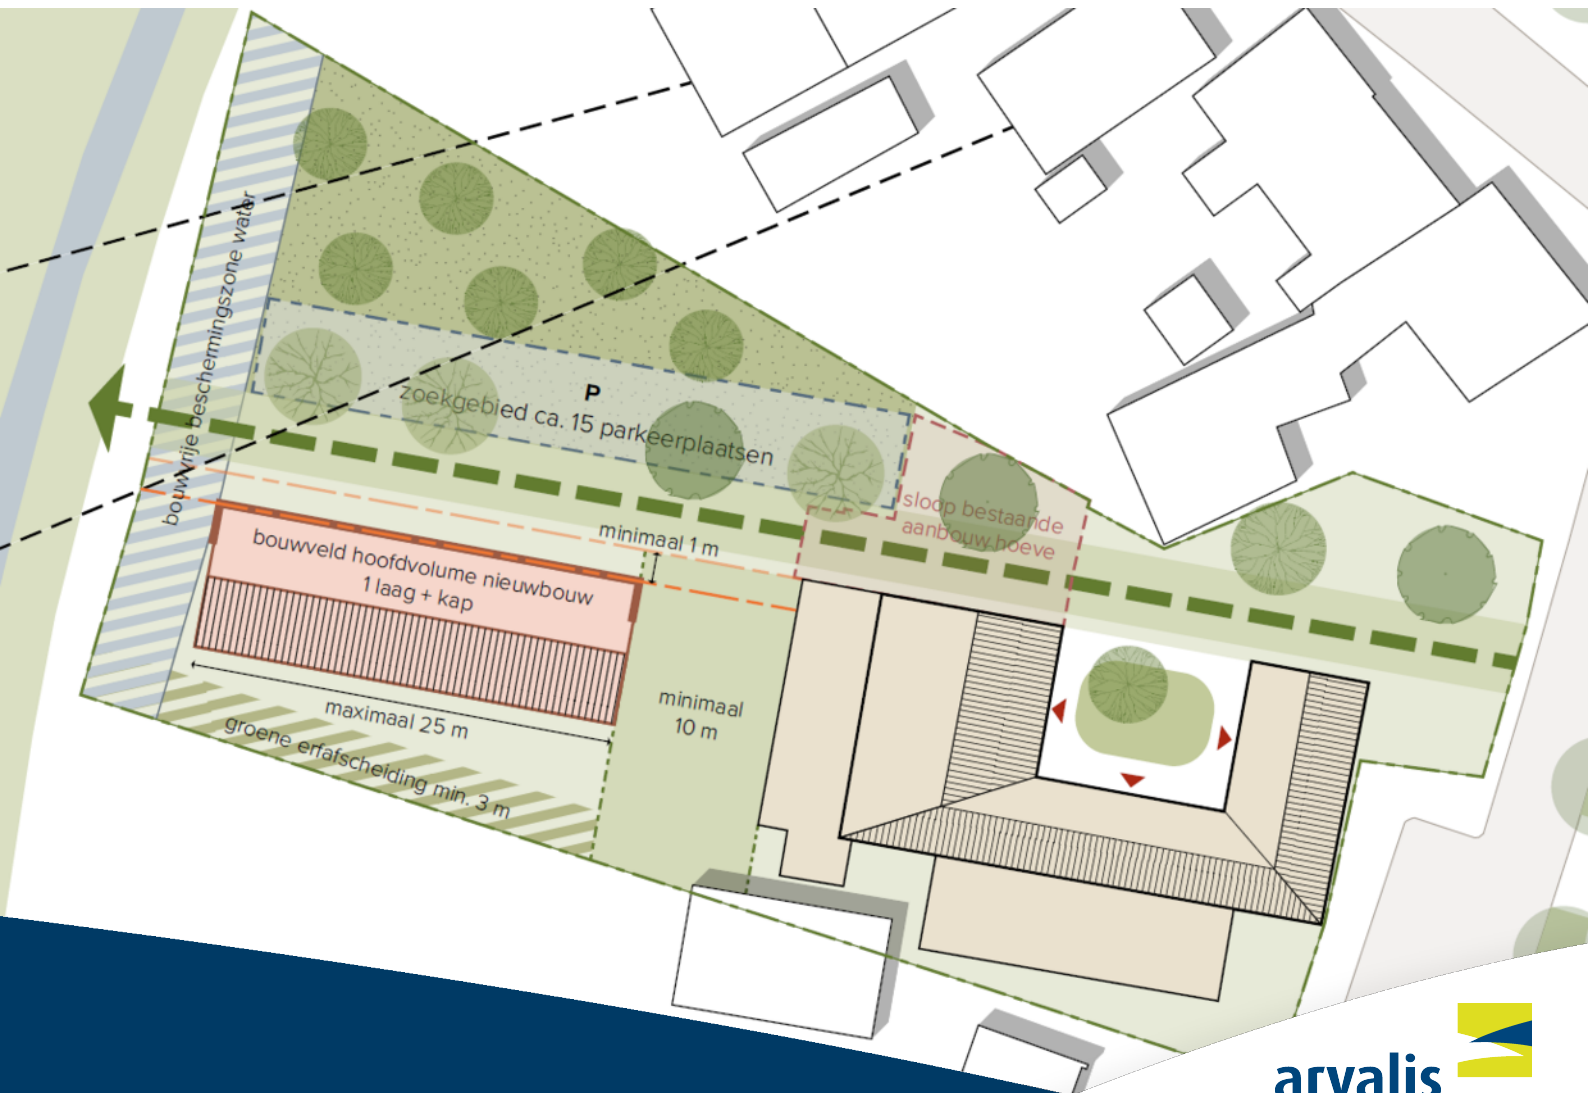 bouwvrije beschermingszone water
P
zoekgebied ca. 15 parkeerplaatsen
sloop bestaande
aanbouw hoeve
minimaal 1 m
bouwveld hoofdvolume nieuwbouw
1 laag + kap
maximaal 25 m
minimaal
10 m
groene erfafscheiding min. 3 m
arvalis